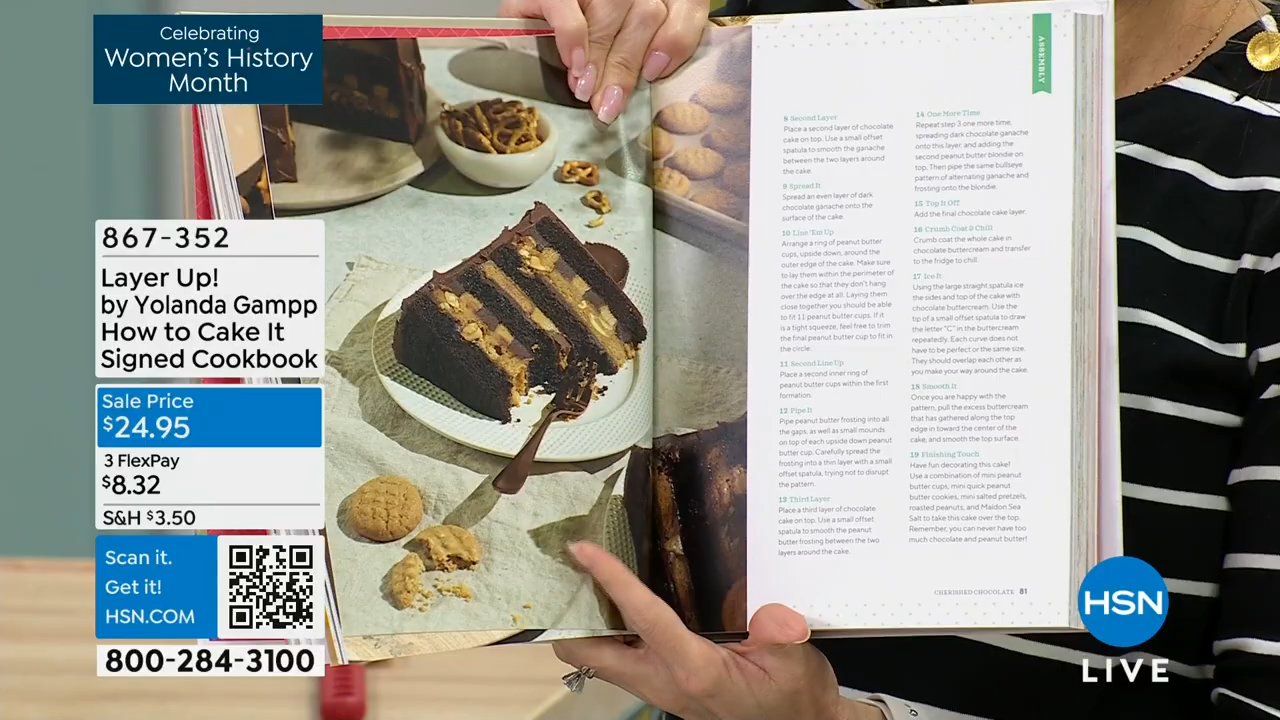 Celebrating
Women's History
Month
867-352
Layer Up!
by Yolanda Gampp
How to Cake It
Signed Cookbook
Sale Price
$24.95
3 FlexPay
$8.32
S&H $3.50
Scan it.
Get it!
HSN.COM
800-284-3100
ASSEMBLY
8 Second Layer
Place a second layer of chocolate
cake on top. Use a small offset
spatula to smooth the ganache
between the two layers around
the cake.
9 Spread It
Spread an even layer of dark
chocolate ganache onto the
surface of the cake.
10 Line 'Em Up
Arrange a ring of peanut butter
cups, upside down, around the
outer edge of the cake. Make sure
to lay them within the perimeter of
the cake so that they don't hang
over the edge at all. Laying them
close together you should be able
to fit 11 peanut butter cups. If it
is a tight squeeze, feel free to trim
the final peanut butter cup to fit in
the circle.
11 Second Line Up
Place a second inner ring of
peanut butter cups within the first
formation.
12 Pipe It
Pipe peanut butter frosting into all
the gaps, as well as small mounds
on top of each upside down peanut
butter cup. Carefully spread the
frosting into a thin layer with a small
offset spatula, trying not to disrupt
the pattern.
13 Third Layer
Place a third layer of chocolate
cake on top. Use a small offset
spatula to smooth the peanut
butter frosting between the two
layers around the cake.
14 One More Time
Repeat step 3 one more time,
spreading dark chocolate ganache
onto this layer, and adding the
second peanut butter blondie on
top. Then pipe the same bullseye
pattern of alternating ganache and
frosting onto the blondie.
15 Top It Off
Add the final chocolate cake layer.
16 Crumb Coat & Chill
Crumb coat the whole cake in
chocolate buttercream and transfer
to the fridge to chill.
17 Ice It
Using the large straight spatula ice
the sides and top of the cake with
chocolate buttercream. Use the
tip of a small offset spatula to draw
the letter "C" in the buttercream
repeatedly. Each curve does not
have to be perfect or the same size.
They should overlap each other as
you make your way around the cake.
18 Smooth It
Once you are happy with the
pattern, pull the excess buttercream
that has gathered along the top
edge in toward the center of the
cake, and smooth the top surface.
19 Finishing Touch
Have fun decorating this cake!
Use a combination of mini peanut
butter cups, mini quick peanut
butter cookies, mini salted pretzels,
roasted peanuts, and Maldon Sea
Salt to take this cake over the top.
Remember, you can never have too
much chocolate and peanut butter!
CHERISHED CHOCOLATE 81
HSN
LIVE